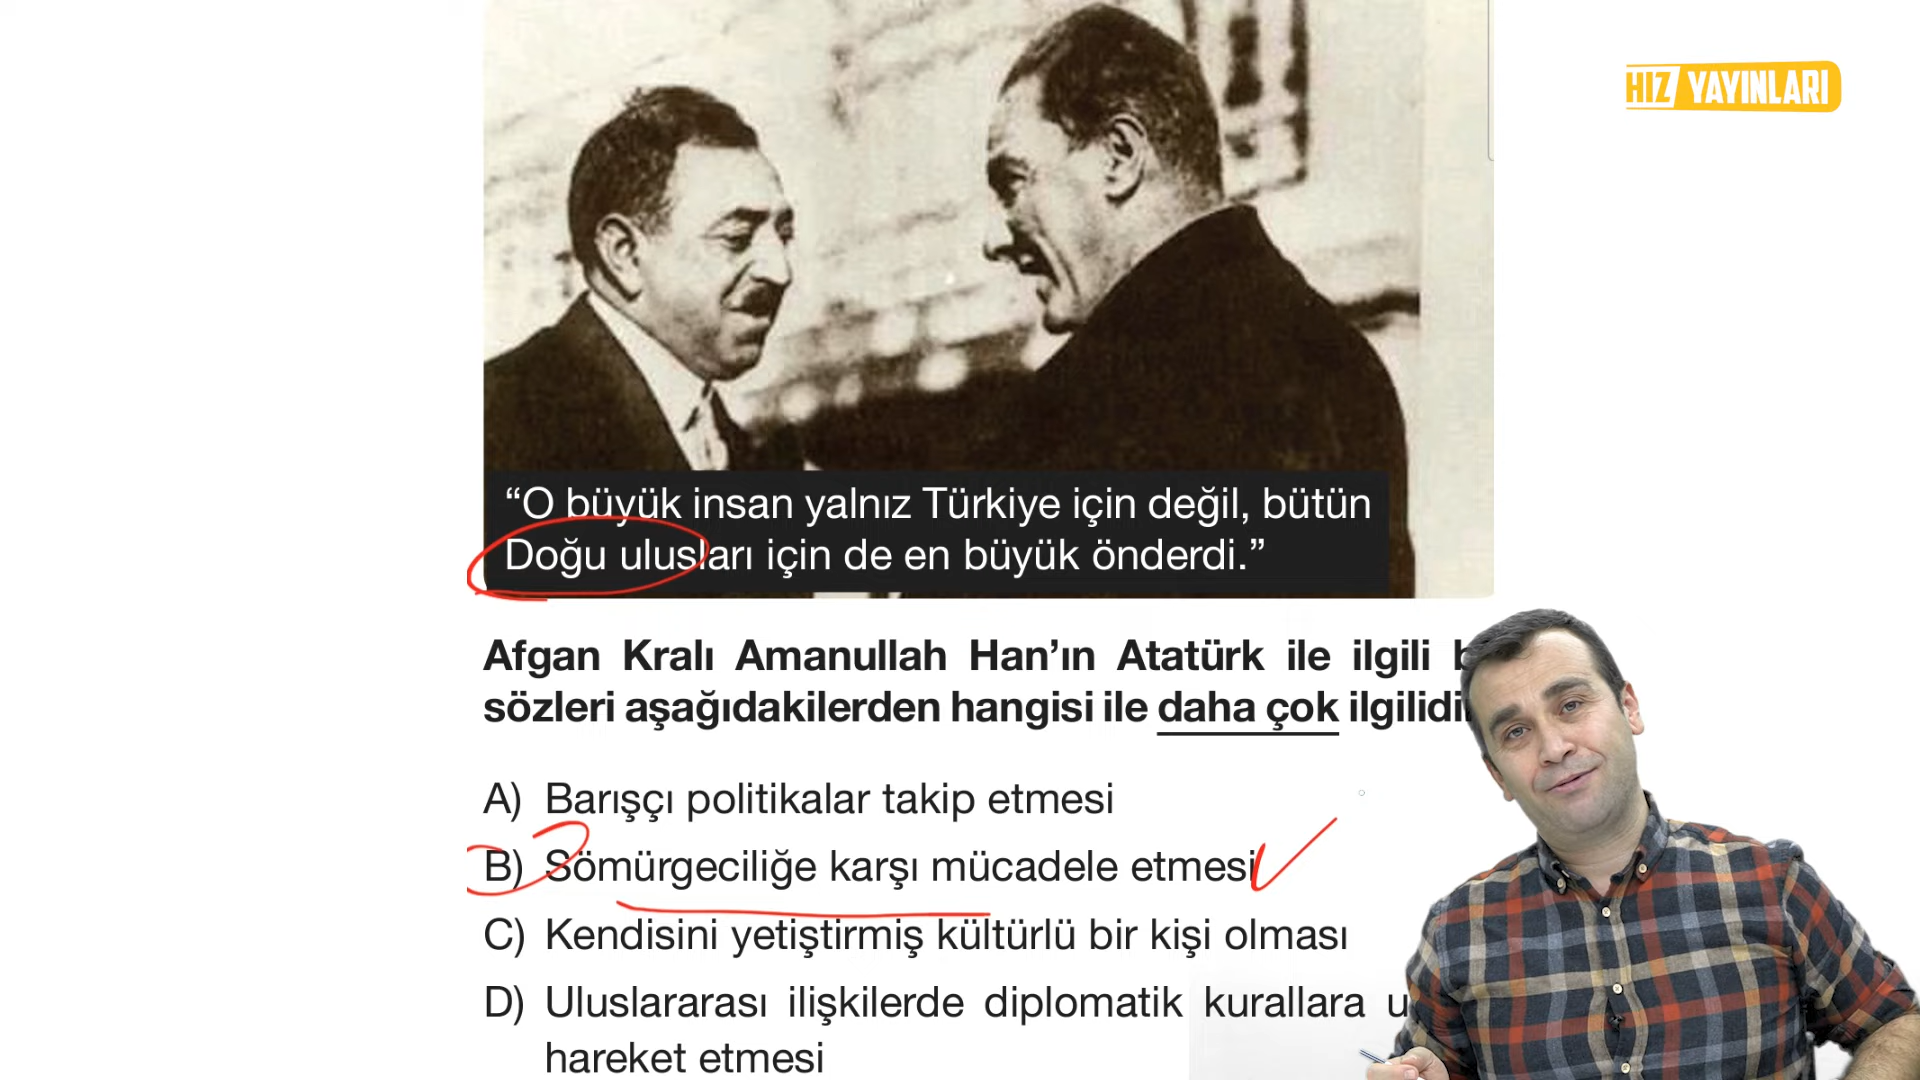 HIZ YAYINLARI
“O büyük insan yalnız Türkiye için değil, bütün
Doğu ulusları için de en büyük önderdi.”
Afgan Kralı Amanullah Han’ın Atatürk ile ilgili
sözleri aşağıdakilerden hangisi ile daha çok
A) Barışçı politikalar takip etmesi
B) Sömürgeciliğe karşı mücadele etmesi
C) Kendisini yetiştirmiş kültürlü bir kişi olması
D) Uluslararası ilişkilerde diplomatik kurallara
hareket etmesi